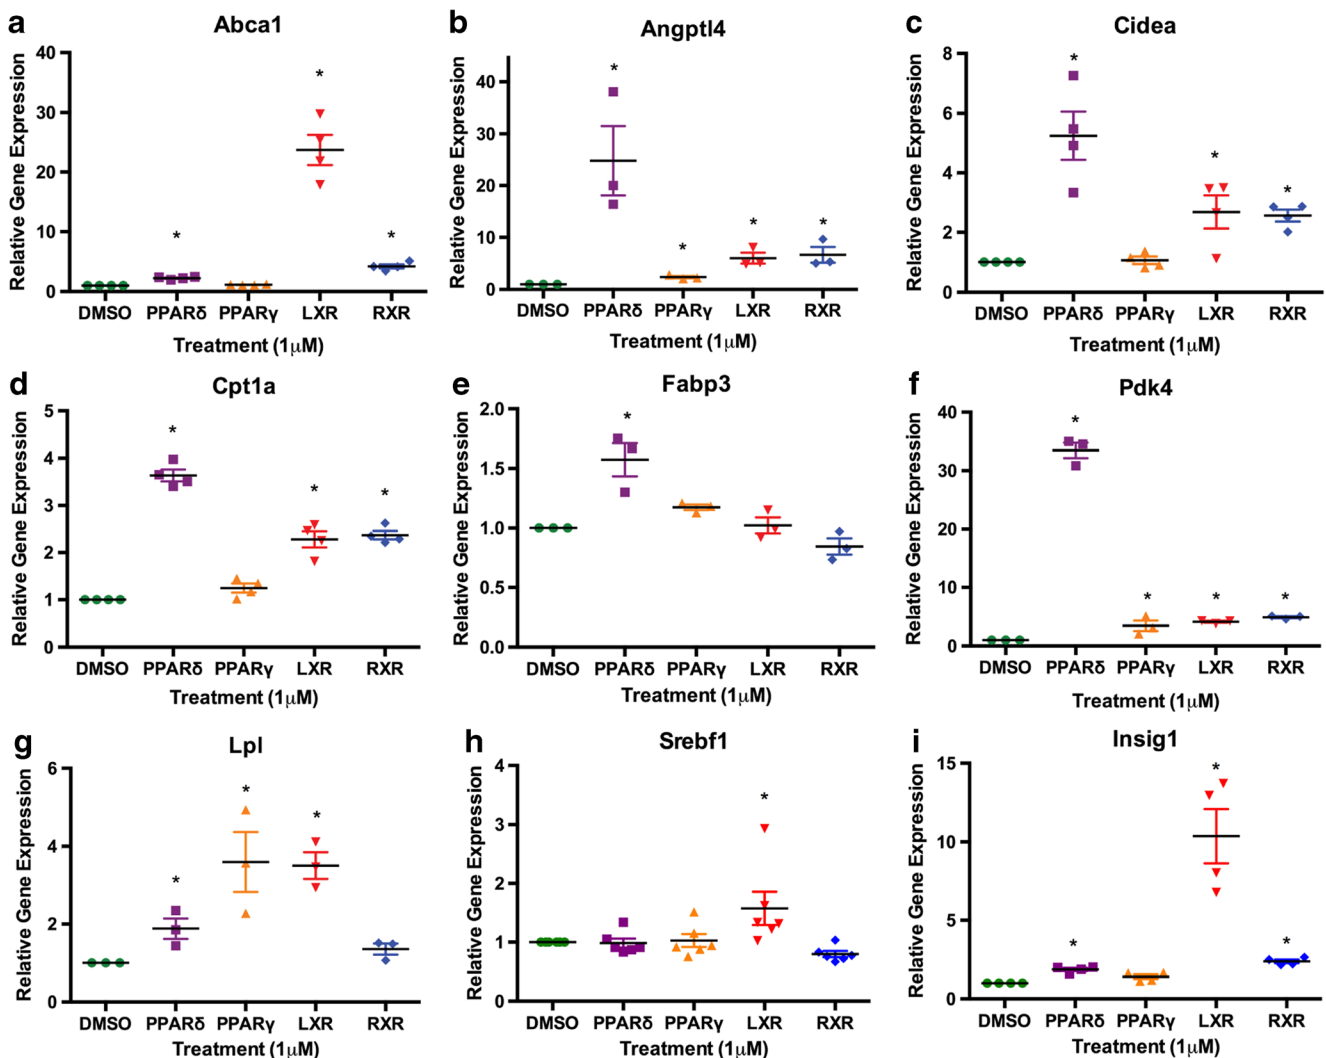 a
Abca1
Relative Gene Expression
40
30
20
10
0
*
*
*
DMSO PPARδ PPARγ LXR RXR
Treatment (1μM)
b
Angptl4
Relative Gene Expression
40
30
20
10
0
*
*
*
*
DMSO PPARδ PPARγ LXR RXR
Treatment (1μM)
c
Cidea
Relative Gene Expression
8
6
4
2
0
*
*
*
DMSO PPARδ PPARγ LXR RXR
Treatment (1μM)
d
Cpt1a
Relative Gene Expression
5
4
3
2
1
0
*
*
*
DMSO PPARδ PPARγ LXR RXR
Treatment (1μM)
e
Fabp3
Relative Gene Expression
2.0
1.5
1.0
0.5
0.0
*
DMSO PPARδ PPARγ LXR RXR
Treatment (1μM)
f
Pdk4
Relative Gene Expression
40
30
20
10
0
*
*
*
*
DMSO PPARδ PPARγ LXR RXR
Treatment (1μM)
g
Lpl
Relative Gene Expression
6
4
2
0
*
*
*
DMSO PPARδ PPARγ LXR RXR
Treatment (1μM)
h
Srebf1
Relative Gene Expression
4
3
2
1
0
*
DMSO PPARδ PPARγ LXR RXR
Treatment (1μM)
i
Insig1
Relative Gene Expression
15
10
5
0
*
*
*
DMSO PPARδ PPARγ LXR RXR
Treatment (1μM)